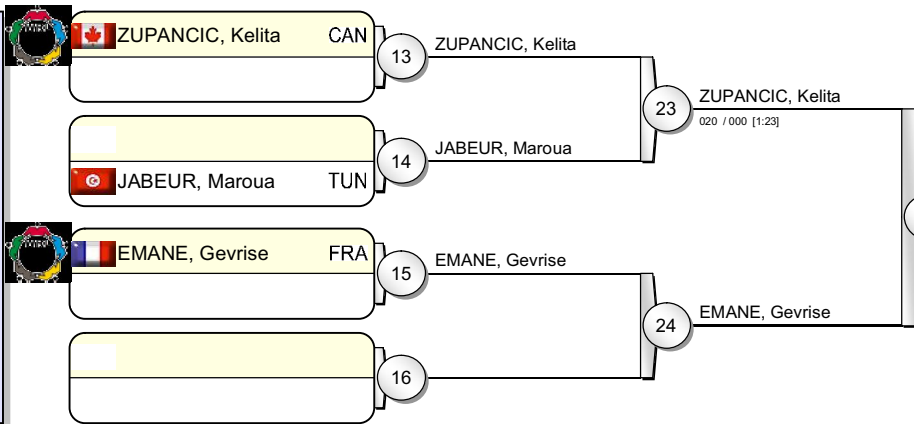 ZUPANCIC, Kelita CAN
13
ZUPANCIC, Kelita
23
ZUPANCIC, Kelita
020 / 000 [1:23]
14
JABEUR, Maroua
JABEUR, Maroua TUN
EMANE, Gevrise FRA
15
EMANE, Gevrise
24
EMANE, Gevrise
16